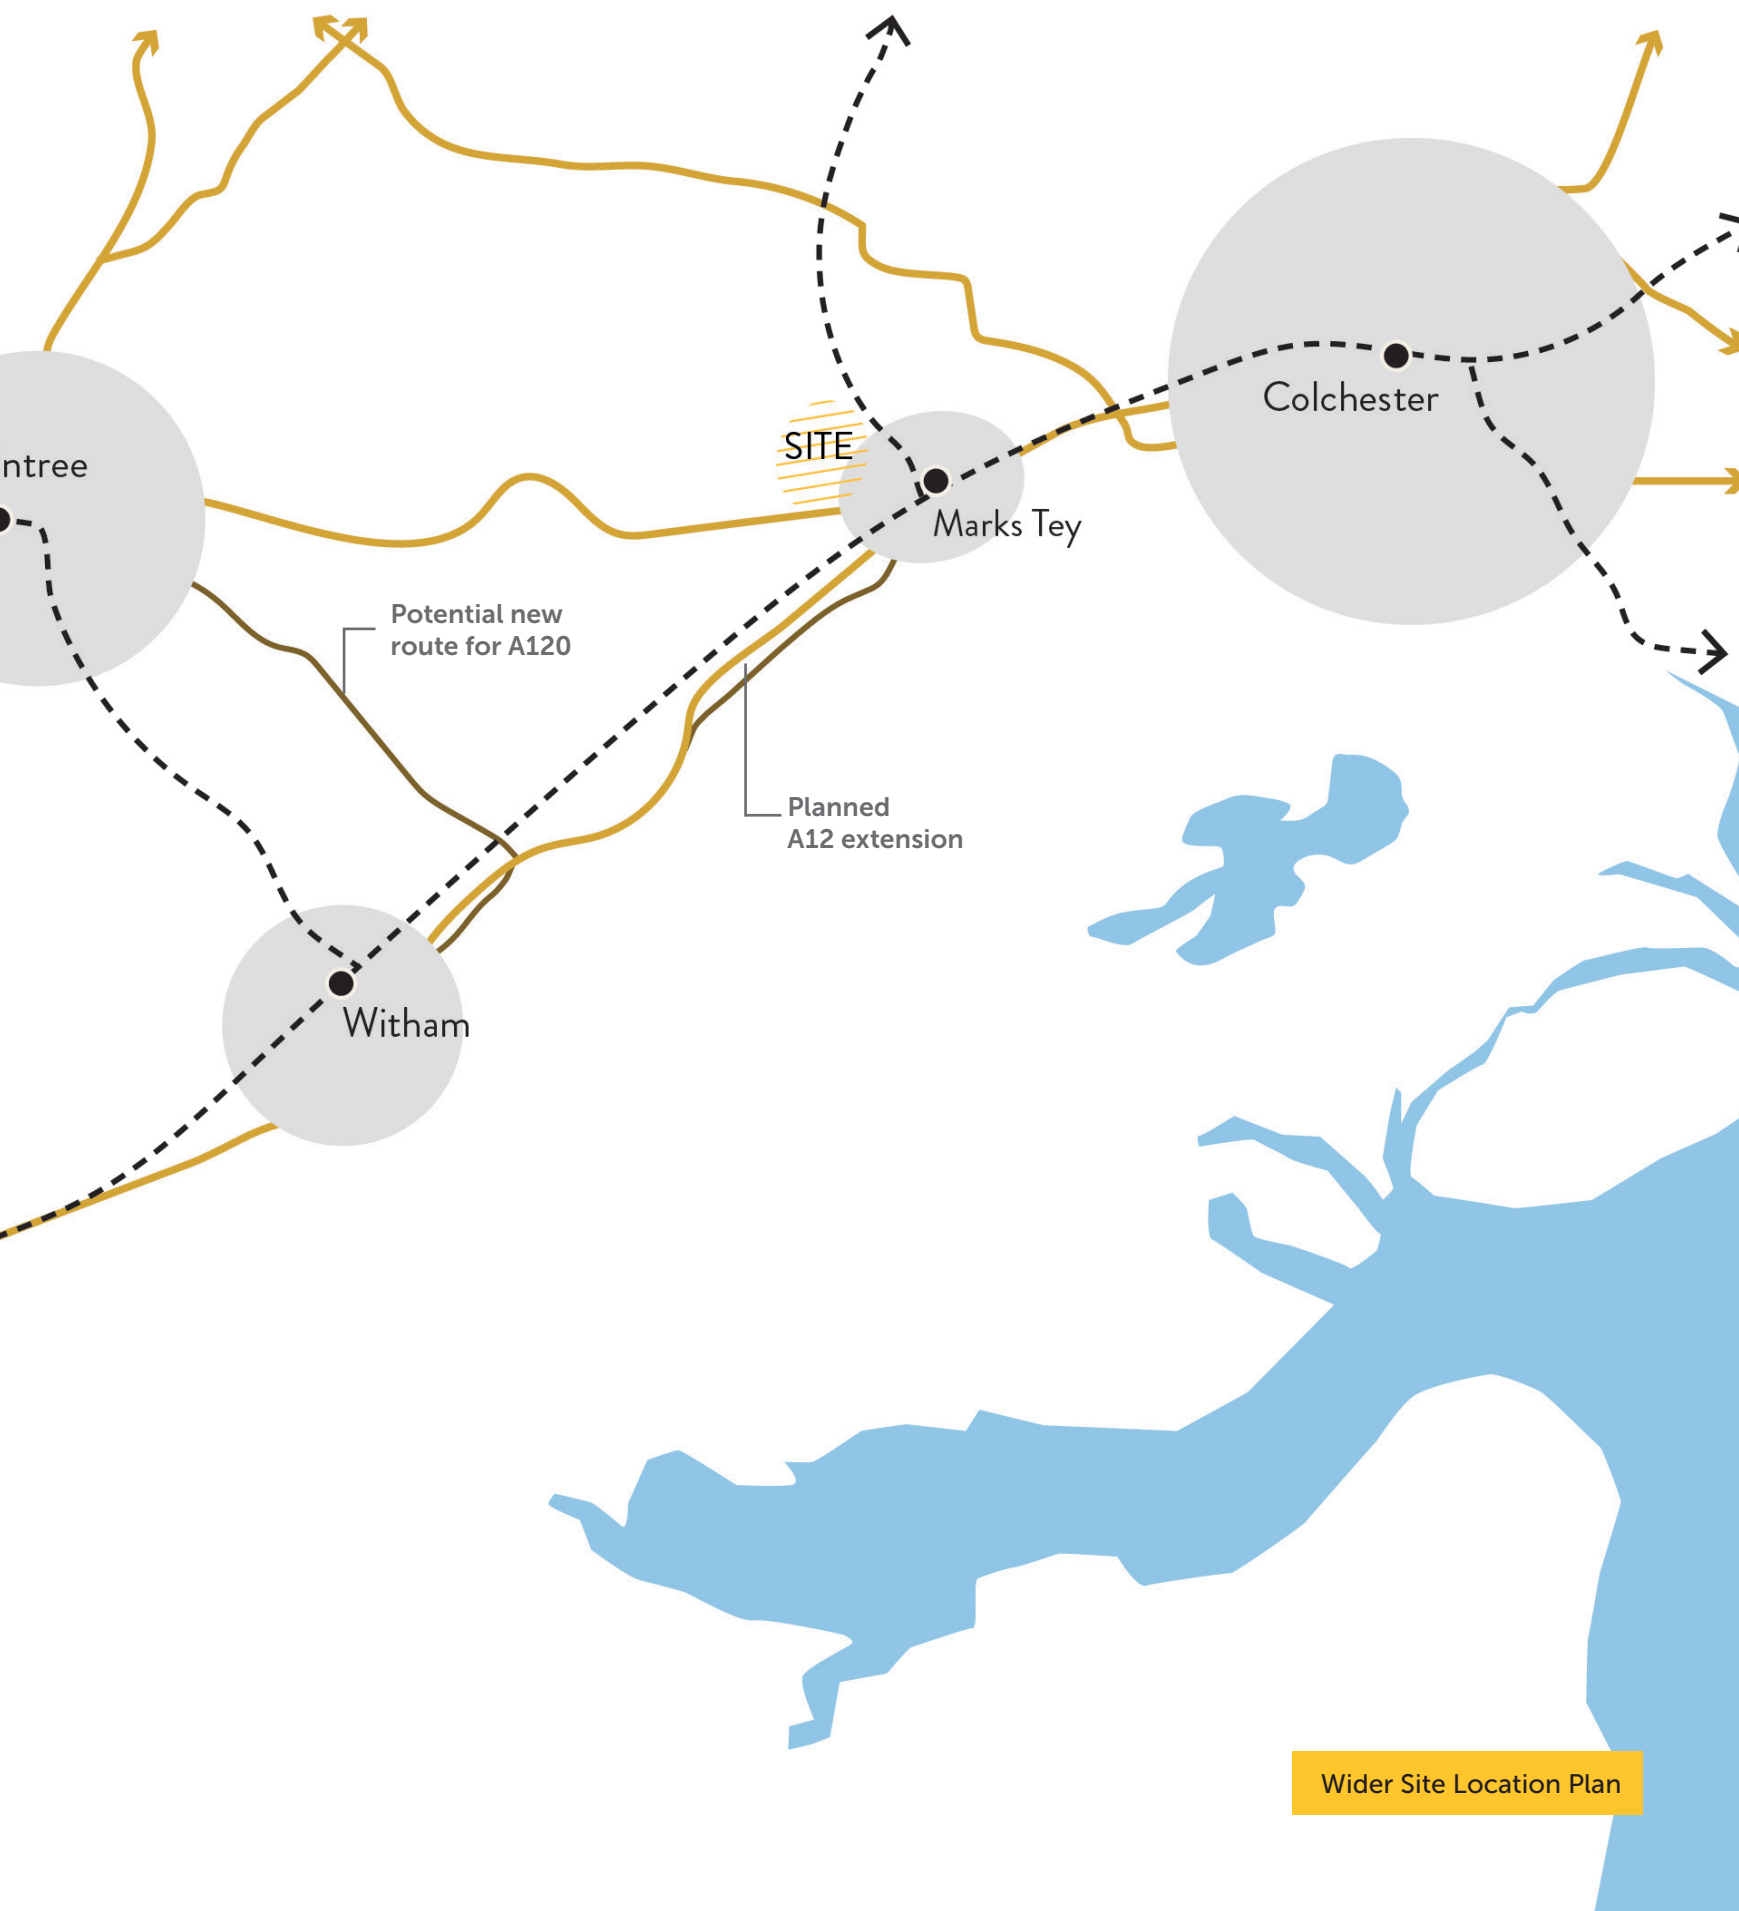 Colchester
SITE
ntree
Marks Tey
Potential new
route for A120
Planned
A12 extension
Witham
Wider Site Location Plan